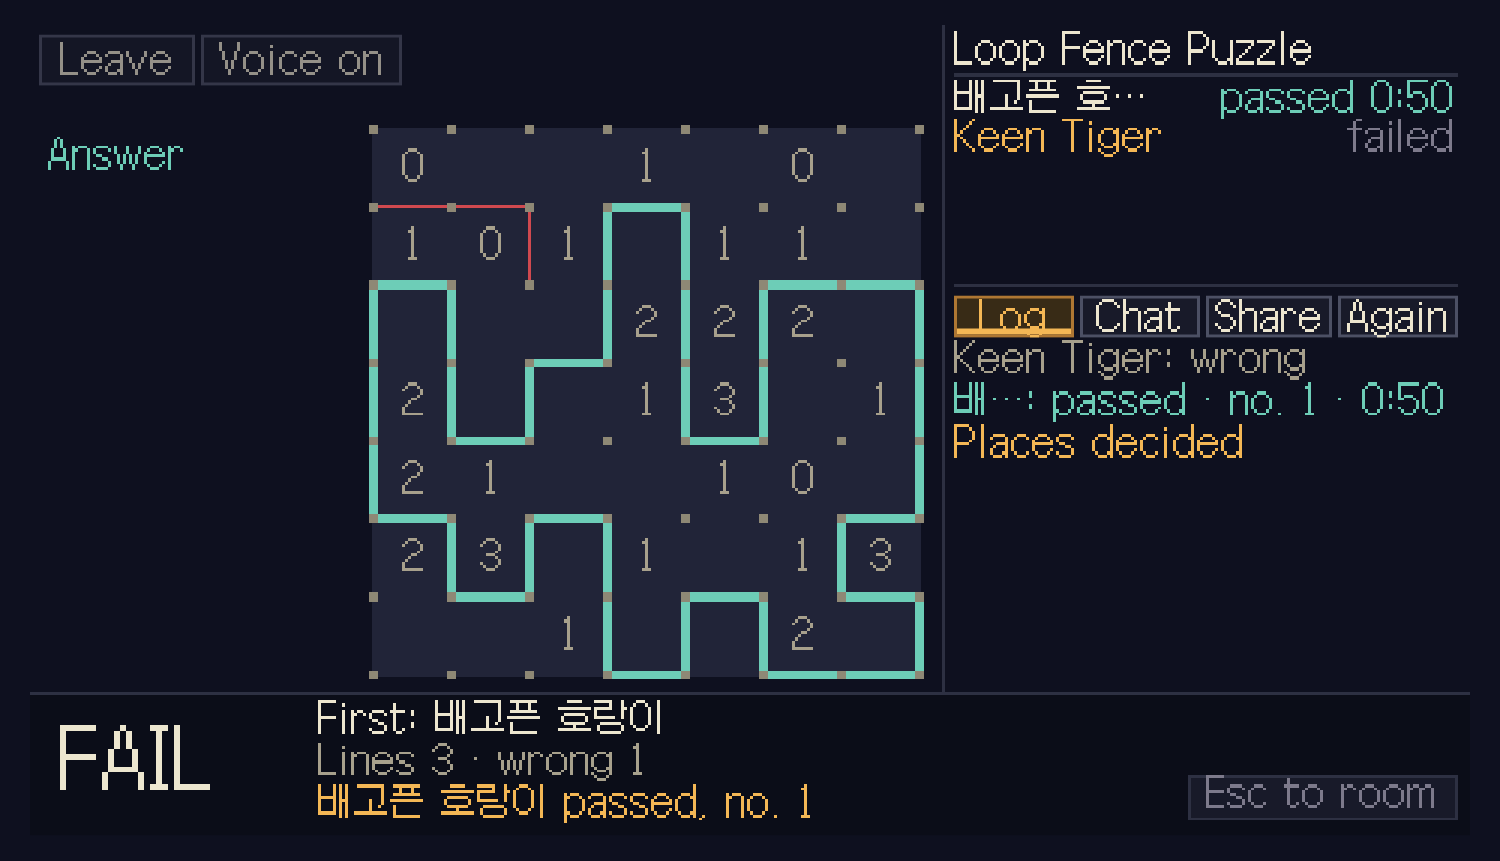 Leave Voice on
Answer
0 1 0
1 0 1 1 1
2 2 2
2 1 3 1
2 1 1 0
2 3 1 1 3
1 2
Loop Fence Puzzle
배고픈 호… passed 0:50
Keen Tiger failed
Log Chat Share Again
Keen Tiger: wrong
배…: passed · no. 1 · 0:50
Places decided
FAIL
First: 배고픈 호랑이
Lines 3 · wrong 1
배고픈 호랑이 passed, no. 1
Esc to room